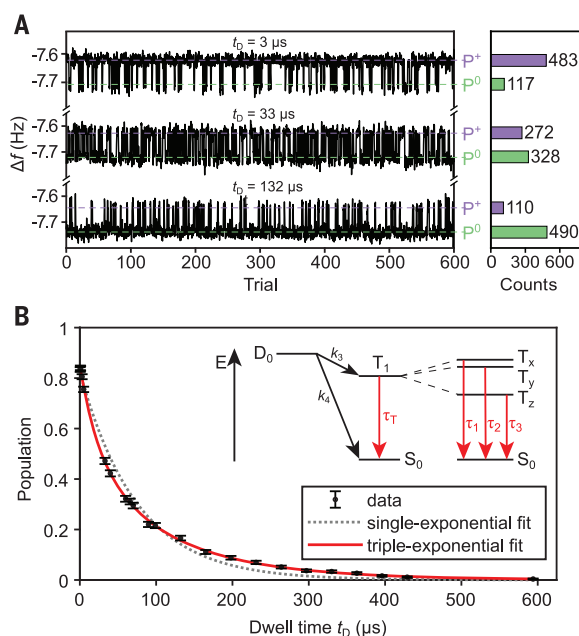 A
-7.6
-7.7
-7.6
-7.7
-7.6
-7.7
Δf (Hz)
t_D = 3 µs
t_D = 33 µs
t_D = 132 µs
P⁺
P⁰
P⁺
P⁰
P⁺
P⁰
483
117
272
328
110
490
0 100 200 300 400 500 600
Trial
0 300 600
Counts
B
1
0.8
0.6
0.4
0.2
0
Population
E
D₀
k₃
k₄
T₁
τ_T
S₀
Tₓ
T_y
T_z
τ₁ τ₂ τ₃
S₀
data
single-exponential fit
triple-exponential fit
0 100 200 300 400 500 600
Dwell time t_D (µs)